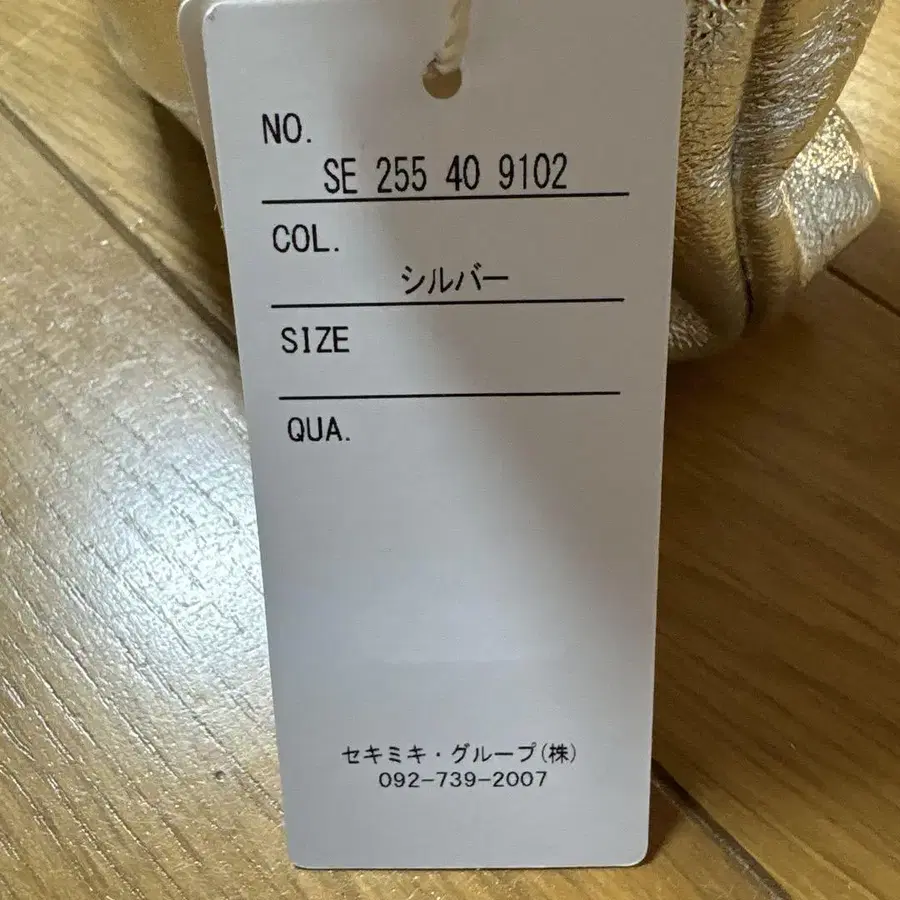 NO.
SE 255 40 9102
COL.
シルバー
SIZE
QUA.
セキミキ・グループ(株)
092-739-2007